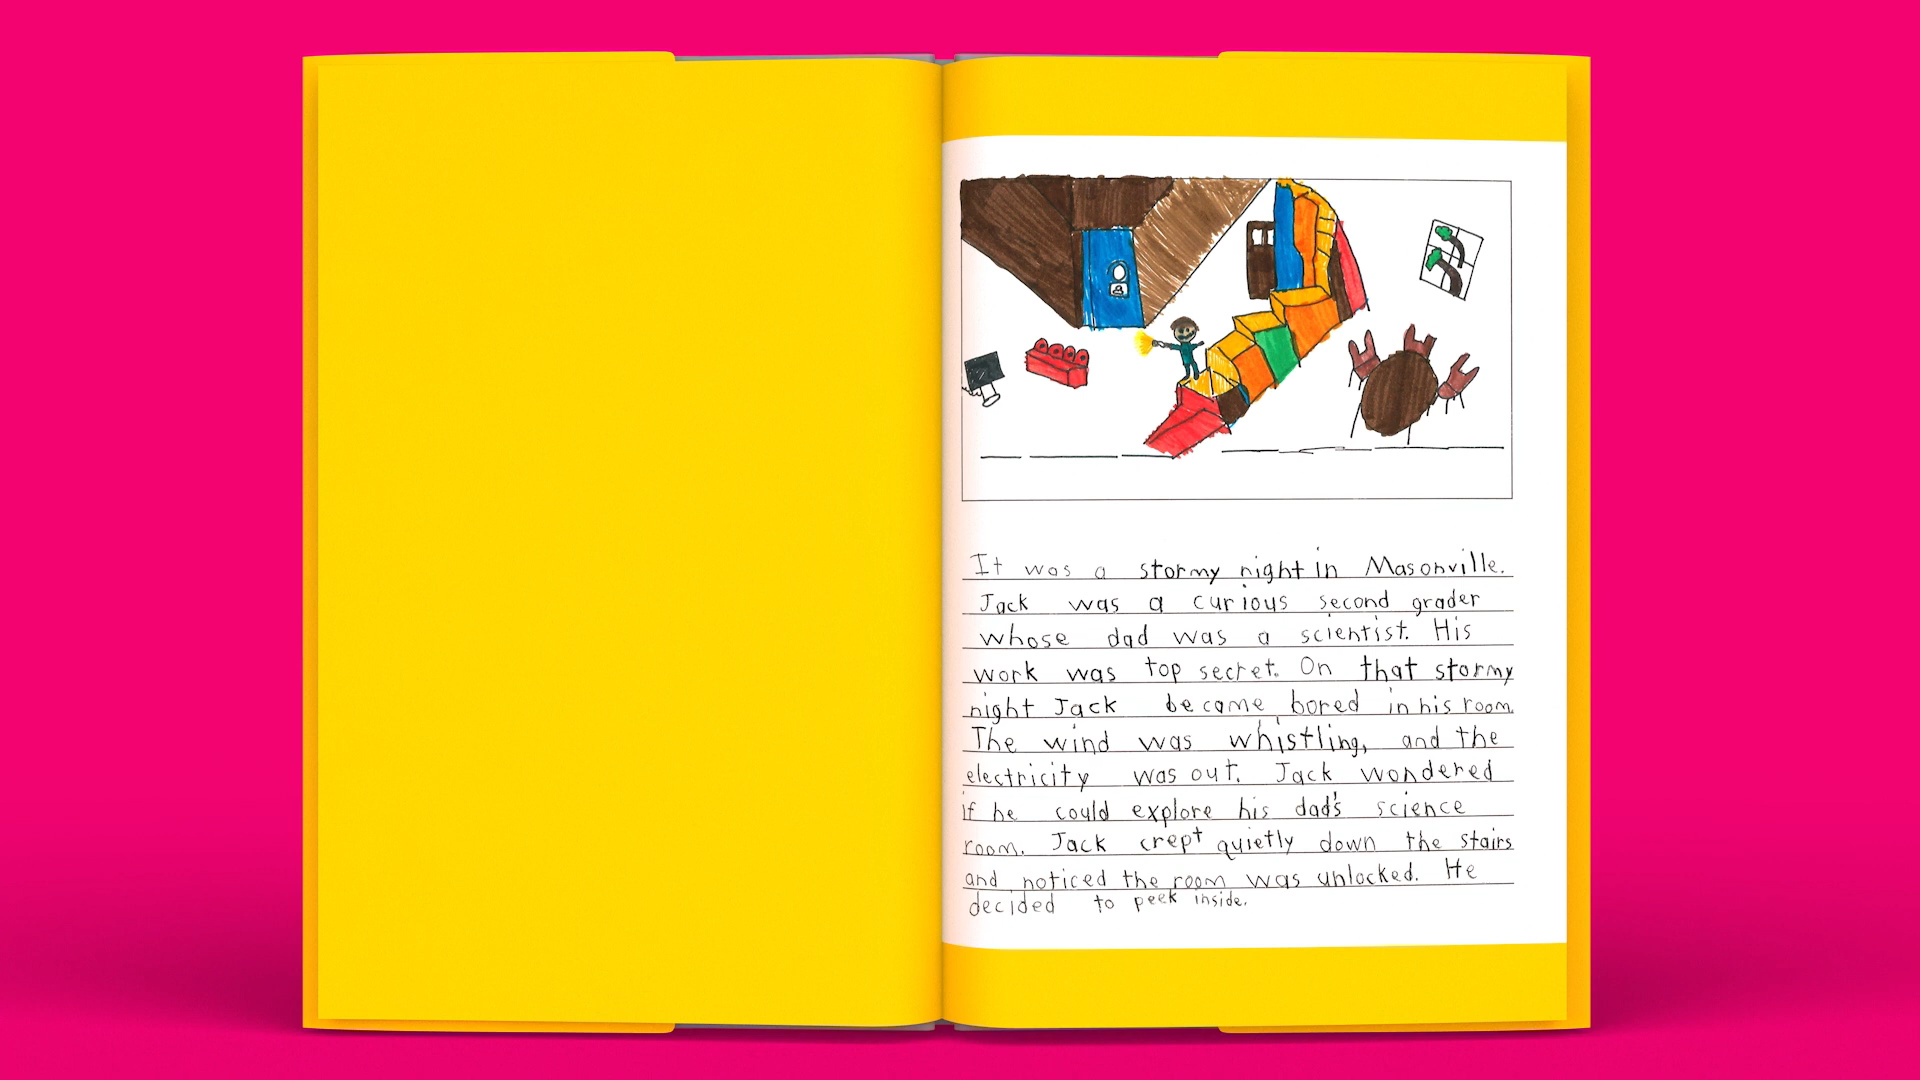 It was a stormy night in Masonville.
Jack was a curious second grader
whose dad was a scientist. His
work was top secret. On that stormy
night Jack became bored in his room.
The wind was whistling, and the
electricity was out. Jack wondered
if he could explore his dad's science
room. Jack crept quietly down the stairs
and noticed the room was unlocked. He
decided to peek inside.